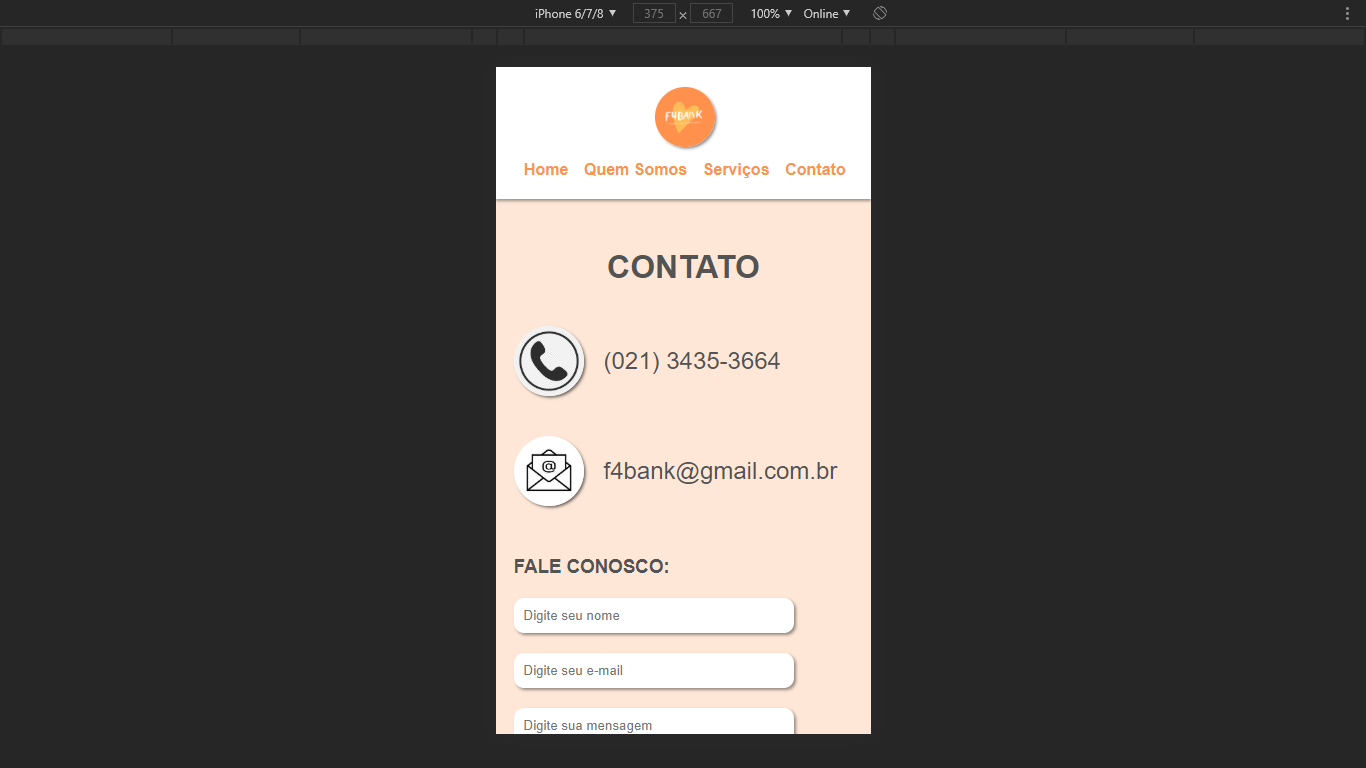 iPhone 6/7/8 ▼ 375 × 667 100% ▼ Online ▼
F4BANK
Home Quem Somos Serviços Contato
CONTATO
(021) 3435-3664
@
f4bank@gmail.com.br
FALE CONOSCO:
Digite seu nome
Digite seu e-mail
Digite sua mensagem